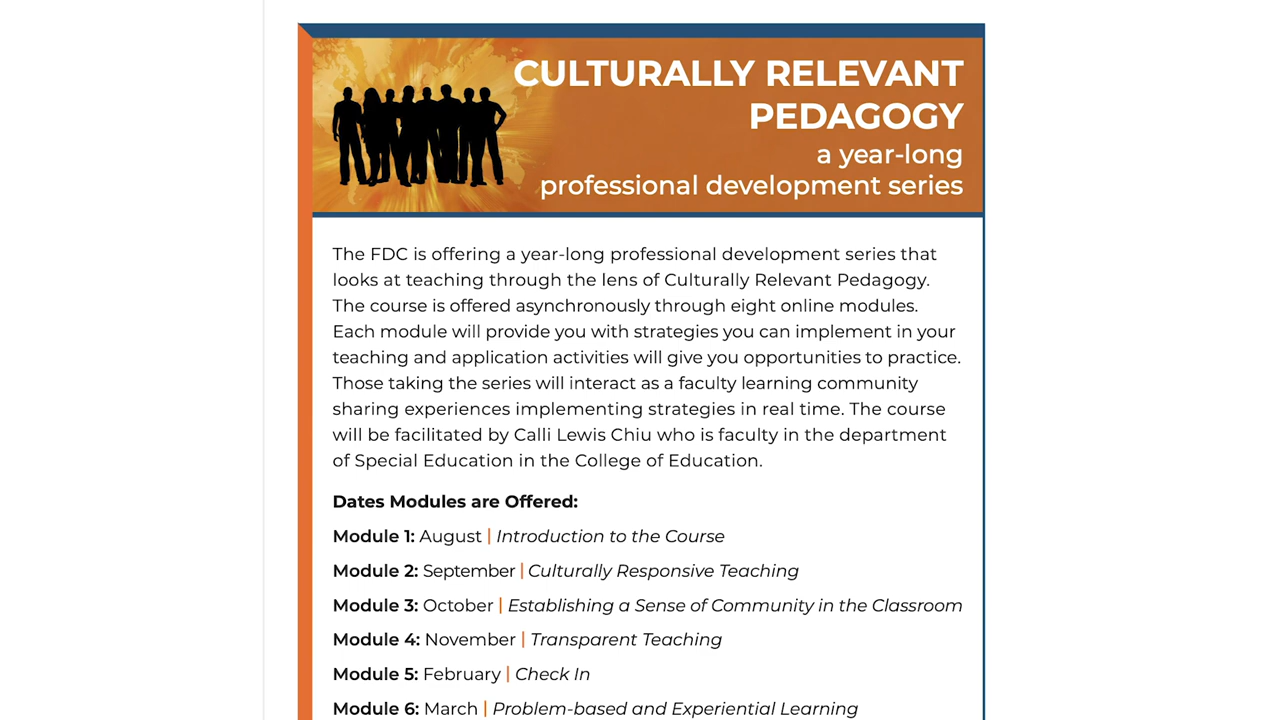 CULTURALLY RELEVANT
PEDAGOGY
a year-long
professional development series
The FDC is offering a year-long professional development series that
looks at teaching through the lens of Culturally Relevant Pedagogy.
The course is offered asynchronously through eight online modules.
Each module will provide you with strategies you can implement in your
teaching and application activities will give you opportunities to practice.
Those taking the series will interact as a faculty learning community
sharing experiences implementing strategies in real time. The course
will be facilitated by Calli Lewis Chiu who is faculty in the department
of Special Education in the College of Education.
Dates Modules are Offered:
Module 1: August | Introduction to the Course
Module 2: September | Culturally Responsive Teaching
Module 3: October | Establishing a Sense of Community in the Classroom
Module 4: November | Transparent Teaching
Module 5: February | Check In
Module 6: March | Problem-based and Experiential Learning